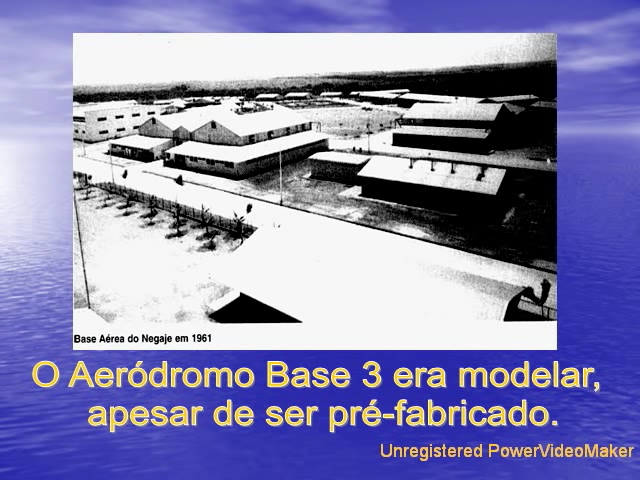 Base Aérea do Negaje em 1961
O Aeródromo Base 3 era modelar,
apesar de ser pré-fabricado.
Unregistered PowerVideoMaker